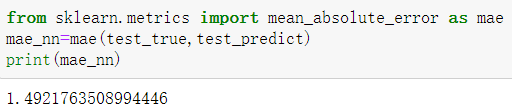 from sklearn.metrics import mean_absolute_error as mae
mae_nn=mae(test_true,test_predict)
print(mae_nn)
1.4921763508994446